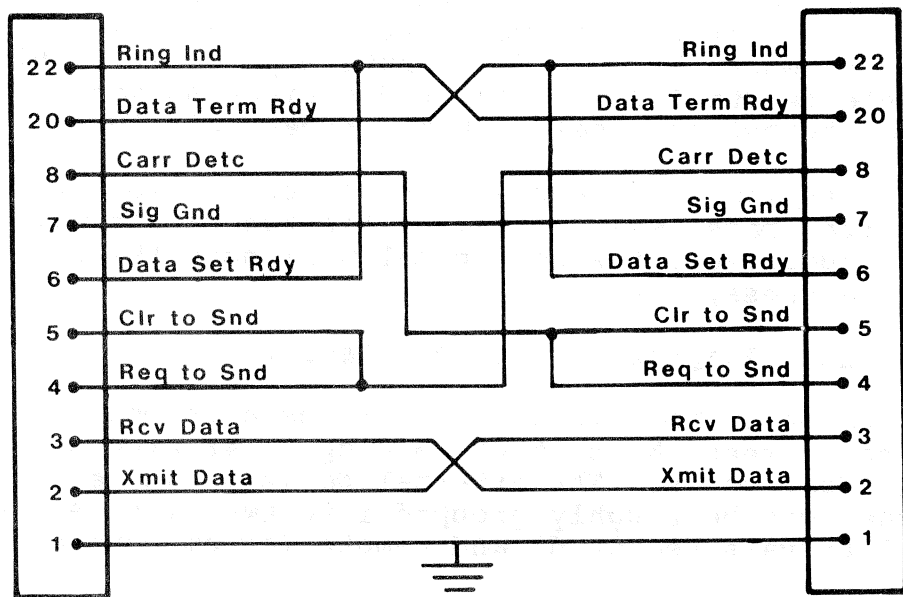 22 Ring Ind Ring Ind 22
20 Data Term Rdy Data Term Rdy 20
8 Carr Detc Carr Detc 8
7 Sig Gnd Sig Gnd 7
6 Data Set Rdy Data Set Rdy 6
5 Clr to Snd Clr to Snd 5
4 Req to Snd Req to Snd 4
3 Rcv Data Rcv Data 3
2 Xmit Data Xmit Data 2
1 1